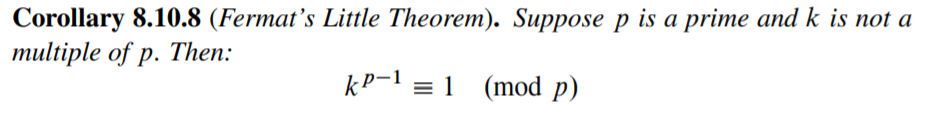 Corollary 8.10.8 (Fermat's Little Theorem). Suppose p is a prime and k is not a
multiple of p. Then:
k^{p−1} ≡ 1 (mod p)